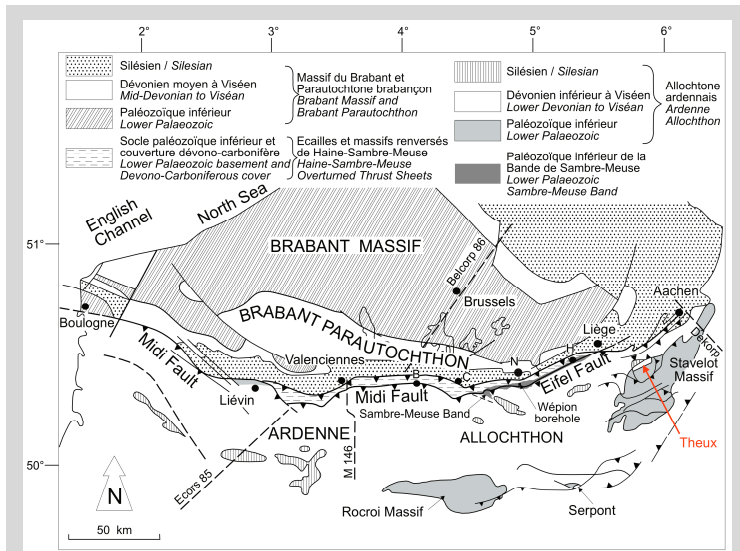 2°
3°
4°
5°
6°
Silésien / Silesian
Dévonien moyen à Viséen
Mid-Devonian to Viséan
Paléozoïque inférieur
Lower Palaeozoic
Massif du Brabant et
Parautochtone brabançon
Brabant Massif and
Brabant Parautochthon
Socle paléozoïque inférieur et
couverture dévono-carbonifère
Lower Palaeozoic basement and
Devono-Carboniferous cover
Ecailles et massifs renversés
de Haine-Sambre-Meuse
Haine-Sambre-Meuse
Overturned Thrust Sheets
Silésien / Silesian
Dévonien inférieur à Viséen
Lower Devonian to Viséan
Paléozoïque inférieur
Lower Palaeozoic
Allochtone
ardennais
Ardenne
Allochthon
Paléozoïque inférieur de la
Bande de Sambre-Meuse
Lower Palaeozoic
Sambre-Meuse Band
English
Channel
North Sea
51°
BRABANT MASSIF
Belcorp 86
Brussels
Aachen
Boulogne
BRABANT PARAUTOCHTHON
Liège
Dekorp
Midi Fault
Valenciennes
B
C
N
H
Eifel Fault
Stavelot
Massif
Liévin
Midi Fault
Sambre-Meuse Band
Wépion
borehole
ARDENNE
ALLOCHTHON
Theux
50°
Ecors 85
M 146
N
50 km
Rocroi Massif
Serpont